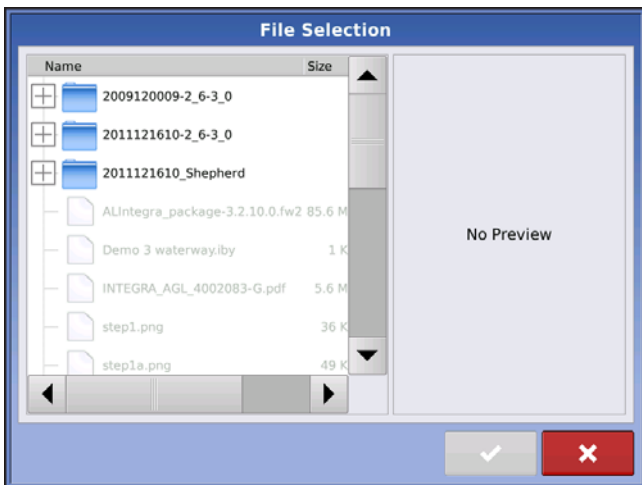 File Selection
Name Size
2009120009-2_6-3_0
2011121610-2_6-3_0
2011121610_Shepherd
ALIntegra_package-3.2.10.0.fw2 85.6 M
Demo 3 waterway.iby 1 K
INTEGRA_AGL_4002083-G.pdf 5.6 M
step1.png 36 K
step1a.png 49 K
No Preview